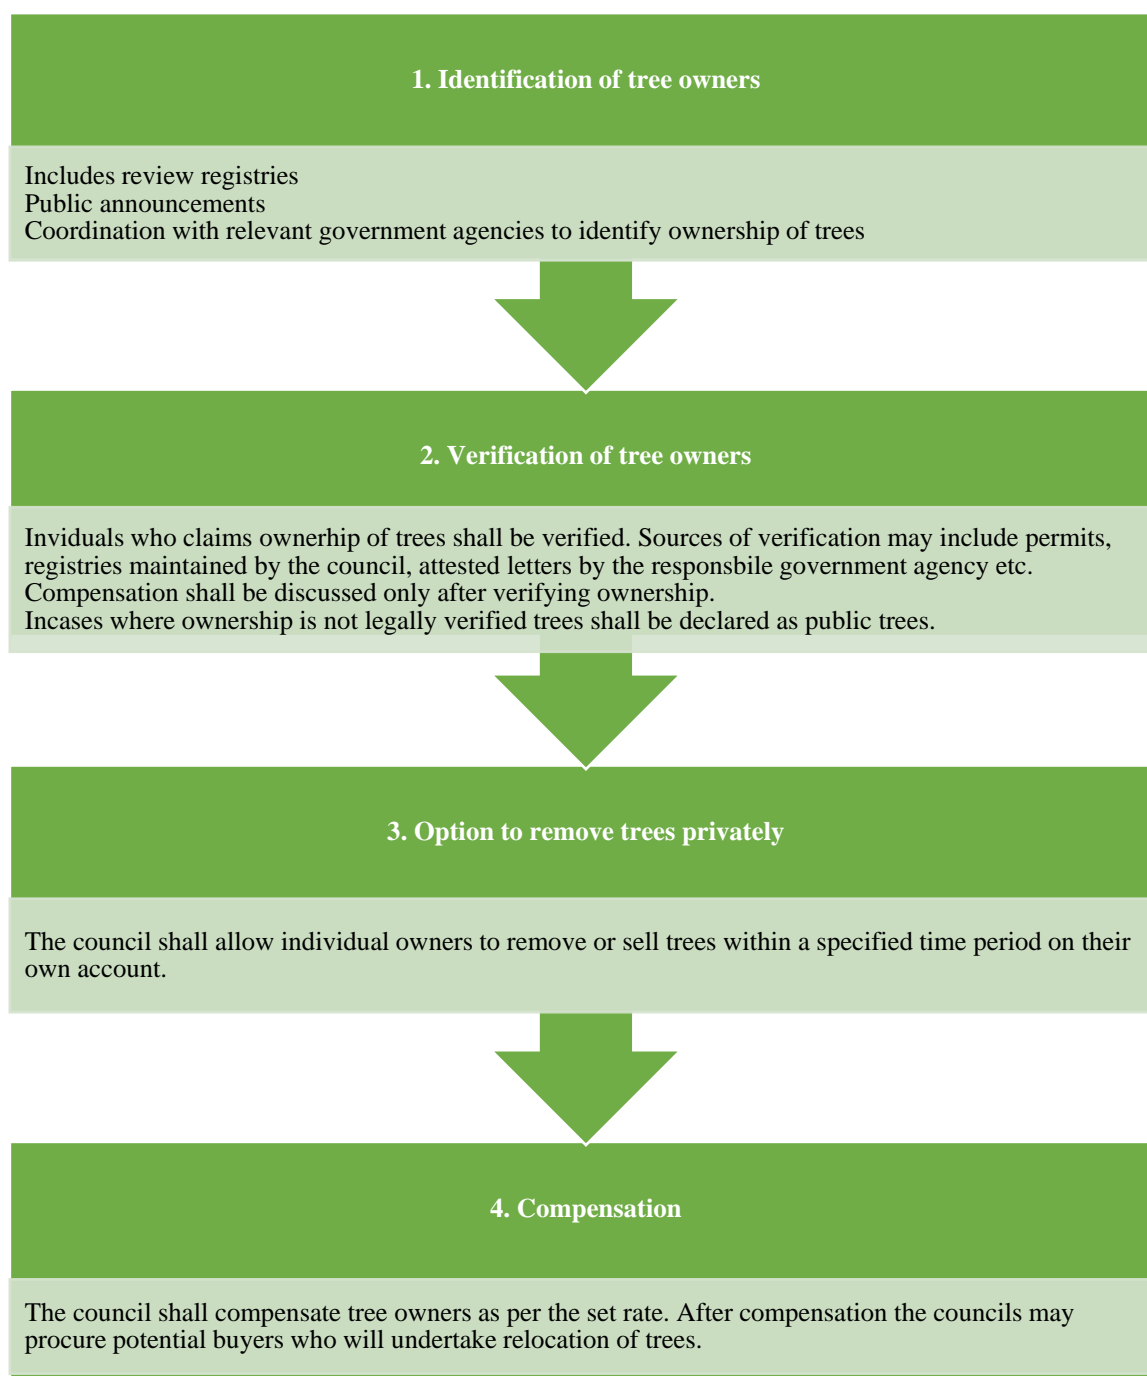 1. Identification of tree owners
Includes review registries
Public announcements
Coordination with relevant government agencies to identify ownership of trees
2. Verification of tree owners
Inviduals who claims ownerhip of trees shall be verified. Sources of verification may include permits,
registries maintained by the council, attested letters by the responsbile government agency etc.
Compensation shall be discussed only after verifying ownership.
Incases where ownership is not legally verified trees shall be declared as public trees.
3. Option to remove trees privately
The council shall allow individual owners to remove or sell trees within a specified time period on their
own account.
4. Compensation
The council shall compensate tree owners as per the set rate. After compensation the councils may
procure potential buyers who will undertake relocation of trees.